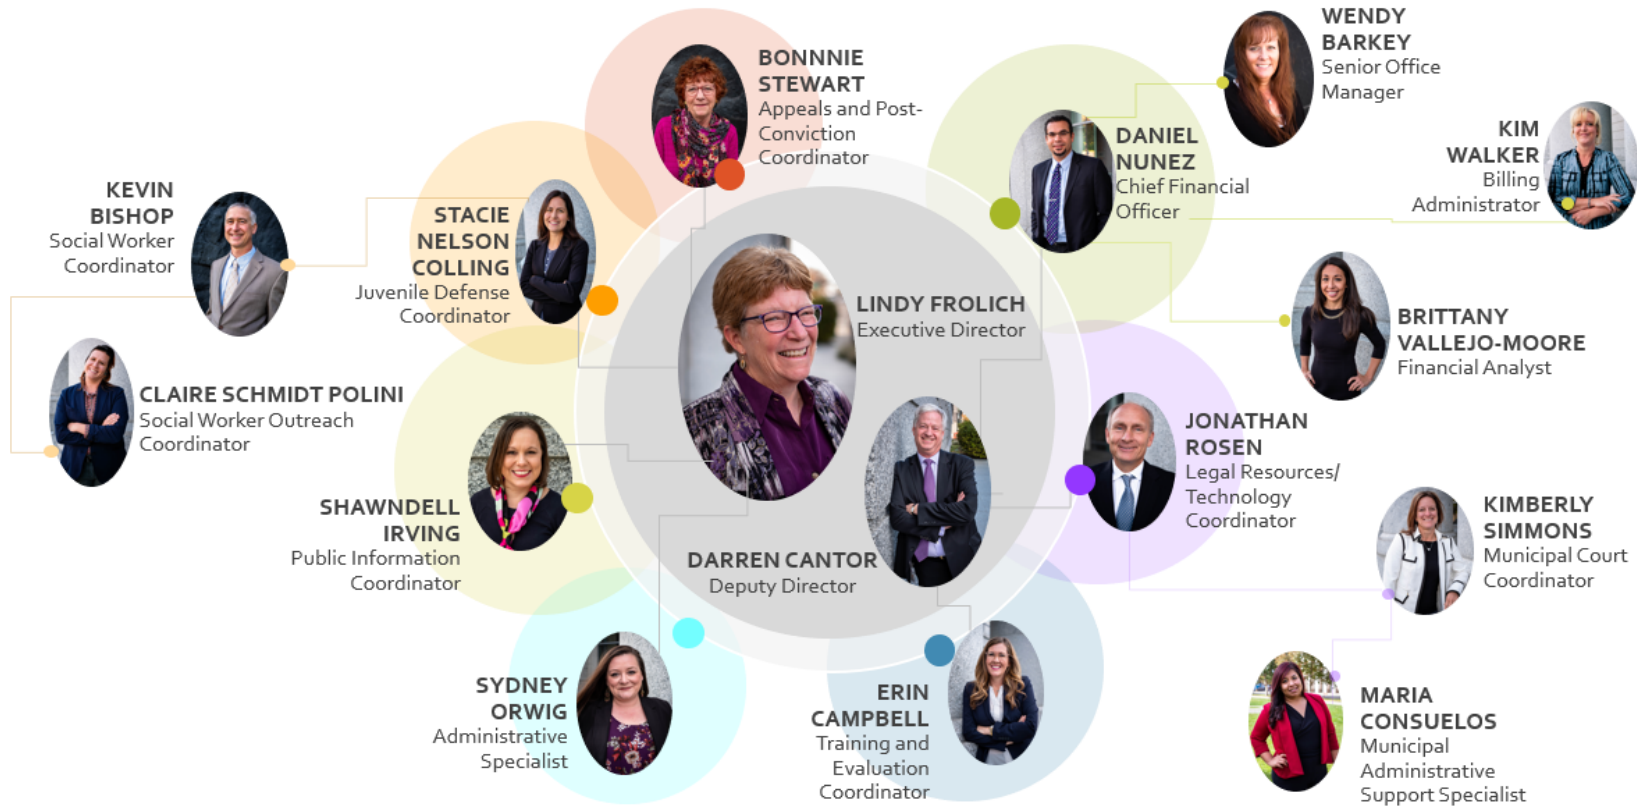 BONNNIE
STEWART
Appeals and Post-
Conviction
Coordinator
WENDY
BARKEY
Senior Office
Manager
DANIEL
NUNEZ
Chief Financial
Officer
KIM
WALKER
Billing
Administrator
KEVIN
BISHOP
Social Worker
Coordinator
STACIE
NELSON
COLLING
Juvenile Defense
Coordinator
LINDY FROLICH
Executive Director
BRITTANY
VALLEJO-MOORE
Financial Analyst
CLAIRE SCHMIDT POLINI
Social Worker Outreach
Coordinator
JONATHAN
ROSEN
Legal Resources/
Technology
Coordinator
SHAWNDELL
IRVING
Public Information
Coordinator
DARREN CANTOR
Deputy Director
KIMBERLY
SIMMONS
Municipal Court
Coordinator
SYDNEY
ORWIG
Administrative
Specialist
ERIN
CAMPBELL
Training and
Evaluation
Coordinator
MARIA
CONSUELOS
Municipal
Administrative
Support Specialist